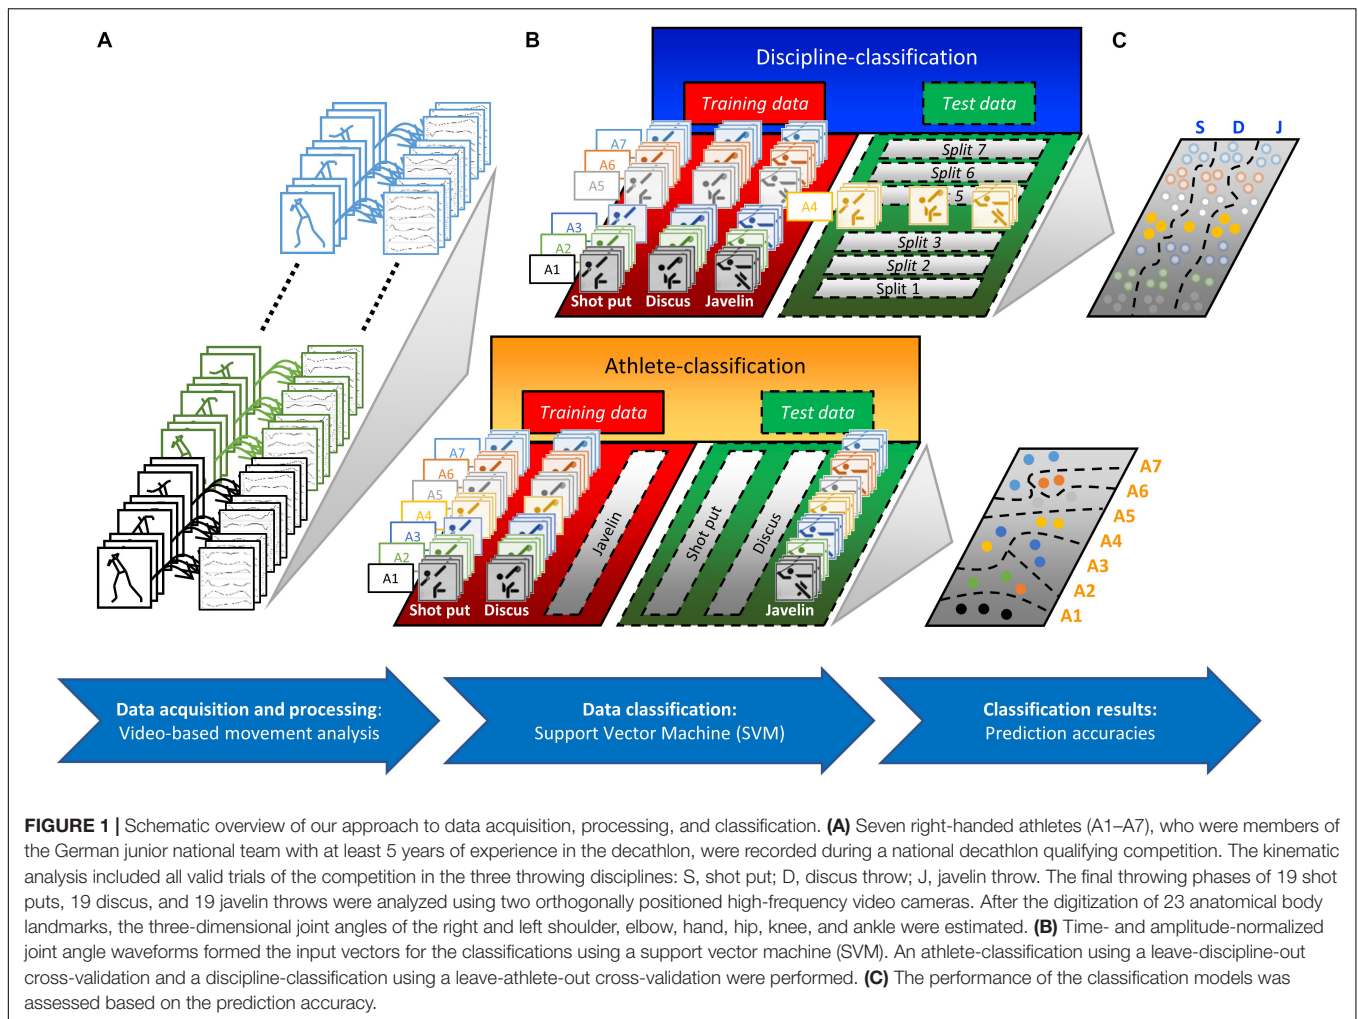 A
B
C
Discipline-classification
Training data
Test data
A7
A6
A5
A3
A2
A1
Shot put
Discus
Javelin
A4
Split 7
Split 6
5
Split 3
Split 2
Split 1
S
D
J
Athlete-classification
Training data
Test data
A7
A6
A5
A4
A3
A2
A1
Shot put
Discus
Javelin
Shot put
Discus
Javelin
A7
A6
A5
A4
A3
A2
A1
Data acquisition and processing:
Video-based movement analysis
Data classification:
Support Vector Machine (SVM)
Classification results:
Prediction accuracies
FIGURE 1 | Schematic overview of our approach to data acquisition, processing, and classification. (A) Seven right-handed athletes (A1–A7), who were members of
the German junior national team with at least 5 years of experience in the decathlon, were recorded during a national decathlon qualifying competition. The kinematic
analysis included all valid trials of the competition in the three throwing disciplines: S, shot put; D, discus throw; J, javelin throw. The final throwing phases of 19 shot
puts, 19 discus, and 19 javelin throws were analyzed using two orthogonally positioned high-frequency video cameras. After the digitization of 23 anatomical body
landmarks, the three-dimensional joint angles of the right and left shoulder, elbow, hand, hip, knee, and ankle were estimated. (B) Time- and amplitude-normalized
joint angle waveforms formed the input vectors for the classifications using a support vector machine (SVM). An athlete-classification using a leave-discipline-out
cross-validation and a discipline-classification using a leave-athlete-out cross-validation were performed. (C) The performance of the classification models was
assessed based on the prediction accuracy.